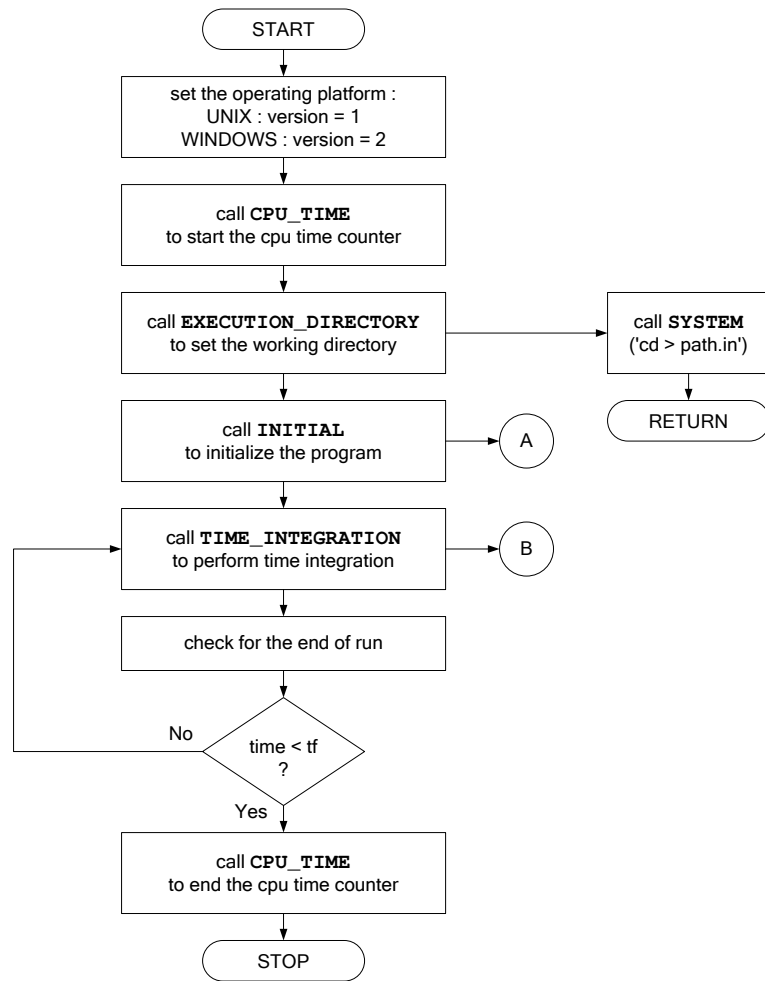 START
set the operating platform :
UNIX : version = 1
WINDOWS : version = 2
call CPU_TIME
to start the cpu time counter
call EXECUTION_DIRECTORY
to set the working directory
call SYSTEM
('cd > path.in')
RETURN
call INITIAL
to initialize the program
A
call TIME_INTEGRATION
to perform time integration
B
check for the end of run
No
time < tf
?
Yes
call CPU_TIME
to end the cpu time counter
STOP